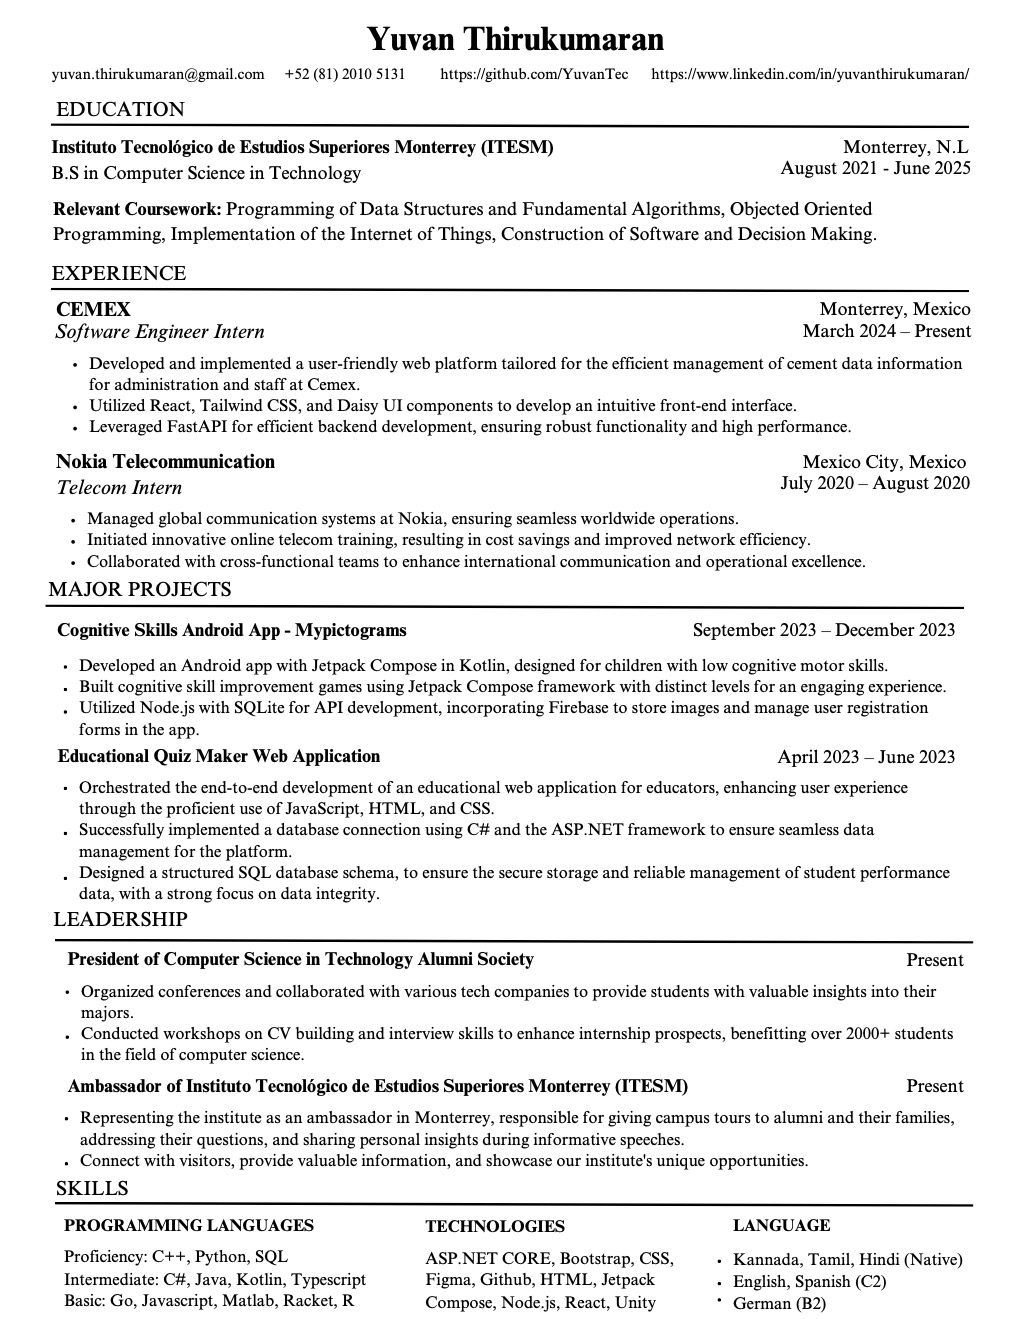 Yuvan Thirukumaran
yuvan.thirukumaran@gmail.com +52 (81) 2010 5131 https://github.com/YuvanTec https://www.linkedin.com/in/yuvanthirukumaran/
EDUCATION
Instituto Tecnológico de Estudios Superiores Monterrey (ITESM) Monterrey, N.L
B.S in Computer Science in Technology August 2021 - June 2025
Relevant Coursework: Programming of Data Structures and Fundamental Algorithms, Objected Oriented
Programming, Implementation of the Internet of Things, Construction of Software and Decision Making.
EXPERIENCE
CEMEX Monterrey, Mexico
Software Engineer Intern March 2024 – Present
• Developed and implemented a user-friendly web platform tailored for the efficient management of cement data information
for administration and staff at Cemex.
• Utilized React, Tailwind CSS, and Daisy UI components to develop an intuitive front-end interface.
• Leveraged FastAPI for efficient backend development, ensuring robust functionality and high performance.
Nokia Telecommunication Mexico City, Mexico
Telecom Intern July 2020 – August 2020
• Managed global communication systems at Nokia, ensuring seamless worldwide operations.
• Initiated innovative online telecom training, resulting in cost savings and improved network efficiency.
• Collaborated with cross-functional teams to enhance international communication and operational excellence.
MAJOR PROJECTS
Cognitive Skills Android App - Mypictograms September 2023 – December 2023
• Developed an Android app with Jetpack Compose in Kotlin, designed for children with low cognitive motor skills.
• Built cognitive skill improvement games using Jetpack Compose framework with distinct levels for an engaging experience.
• Utilized Node.js with SQLite for API development, incorporating Firebase to store images and manage user registration
forms in the app.
Educational Quiz Maker Web Application April 2023 – June 2023
• Orchestrated the end-to-end development of an educational web application for educators, enhancing user experience
through the proficient use of JavaScript, HTML, and CSS.
• Successfully implemented a database connection using C# and the ASP.NET framework to ensure seamless data
management for the platform.
• Designed a structured SQL database schema, to ensure the secure storage and reliable management of student performance
data, with a strong focus on data integrity.
LEADERSHIP
President of Computer Science in Technology Alumni Society Present
• Organized conferences and collaborated with various tech companies to provide students with valuable insights into their
majors.
• Conducted workshops on CV building and interview skills to enhance internship prospects, benefitting over 2000+ students
in the field of computer science.
Ambassador of Instituto Tecnológico de Estudios Superiores Monterrey (ITESM) Present
• Representing the institute as an ambassador in Monterrey, responsible for giving campus tours to alumni and their families,
addressing their questions, and sharing personal insights during informative speeches.
• Connect with visitors, provide valuable information, and showcase our institute's unique opportunities.
SKILLS
PROGRAMMING LANGUAGES
Proficiency: C++, Python, SQL
Intermediate: C#, Java, Kotlin, Typescript
Basic: Go, Javascript, Matlab, Racket, R
TECHNOLOGIES
ASP.NET CORE, Bootstrap, CSS,
Figma, Github, HTML, Jetpack
Compose, Node.js, React, Unity
LANGUAGE
• Kannada, Tamil, Hindi (Native)
• English, Spanish (C2)
• German (B2)